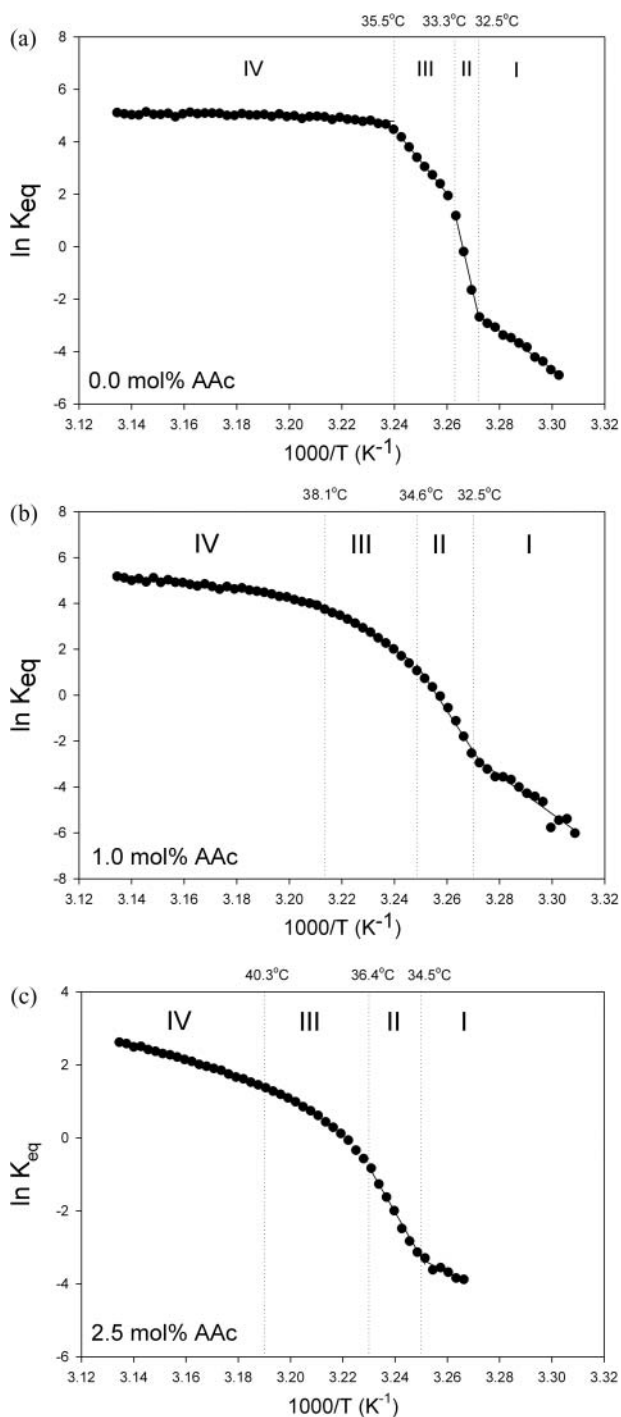 (a)
35.5°C 33.3°C 32.5°C
IV III II I
8
6
4
2
0
-2
-4
-6
ln Keq
0.0 mol% AAc
3.12 3.14 3.16 3.18 3.20 3.22 3.24 3.26 3.28 3.30 3.32
1000/T (K⁻¹)
(b)
38.1°C 34.6°C 32.5°C
IV III II I
8
6
4
2
0
-2
-4
-6
-8
ln Keq
1.0 mol% AAc
3.12 3.14 3.16 3.18 3.20 3.22 3.24 3.26 3.28 3.30 3.32
1000/T (K⁻¹)
(c)
40.3°C 36.4°C 34.5°C
IV III II I
4
2
0
-2
-4
-6
ln Keq
2.5 mol% AAc
3.12 3.14 3.16 3.18 3.20 3.22 3.24 3.26 3.28 3.30 3.32
1000/T (K⁻¹)